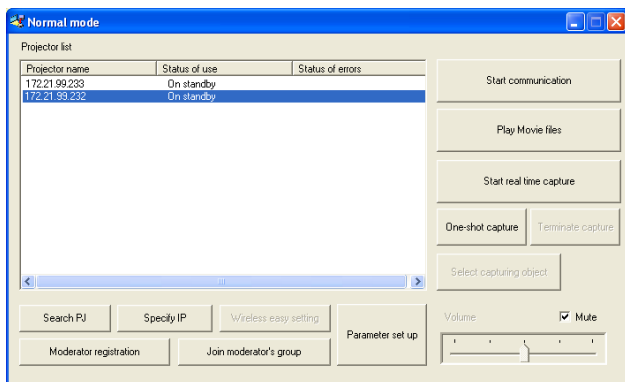 Normal mode
Projector list
Projector name Status of use Status of errors
172.21.99.233 On standby
172.21.99.232 On standby
Start communication
Play Movie files
Start real time capture
One-shot capture Terminate capture
Select capturing object
Search PJ Specify IP Wireless easy setting
Moderator registration Join moderator's group
Parameter set up
Volume Mute